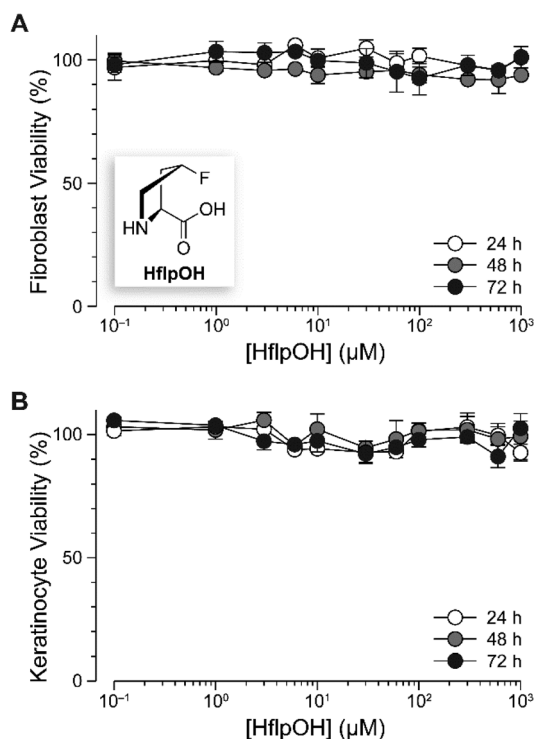 A
Fibroblast Viability (%)
100
50
0
F
OH
HN
O
HflpOH
24 h
48 h
72 h
10⁻¹ 10⁰ 10¹ 10² 10³
[HflpOH] (µM)
B
Keratinocyte Viability (%)
100
50
0
24 h
48 h
72 h
10⁻¹ 10⁰ 10¹ 10² 10³
[HflpOH] (µM)